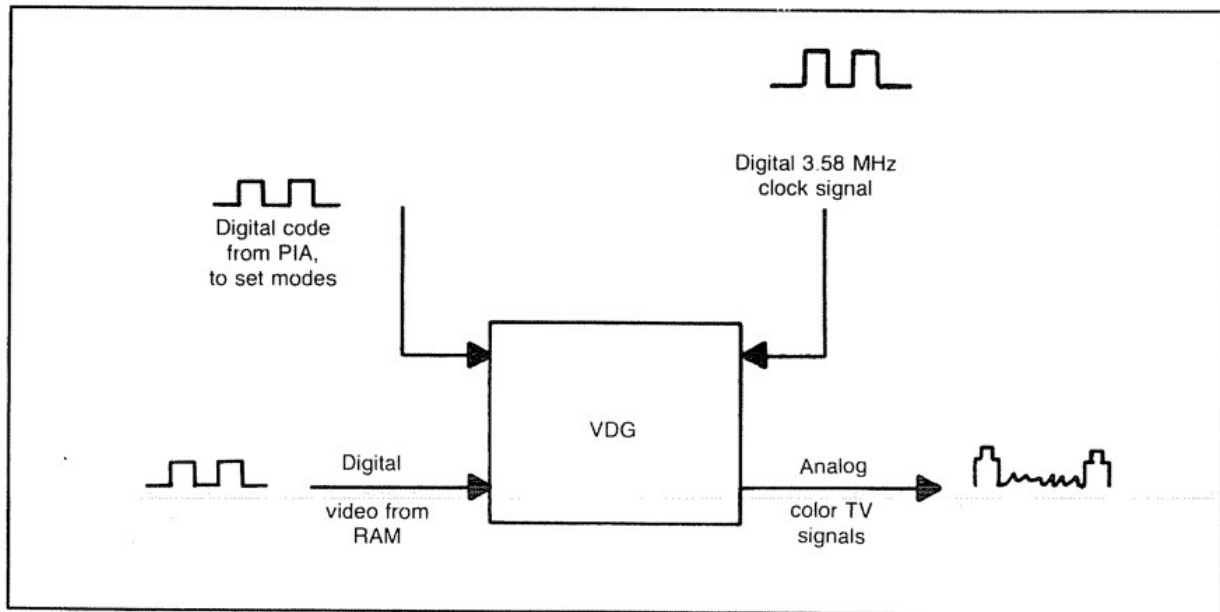 Digital 3.58 MHz
clock signal
Digital code
from PIA,
to set modes
VDG
Digital
video from
RAM
Analog
color TV
signals